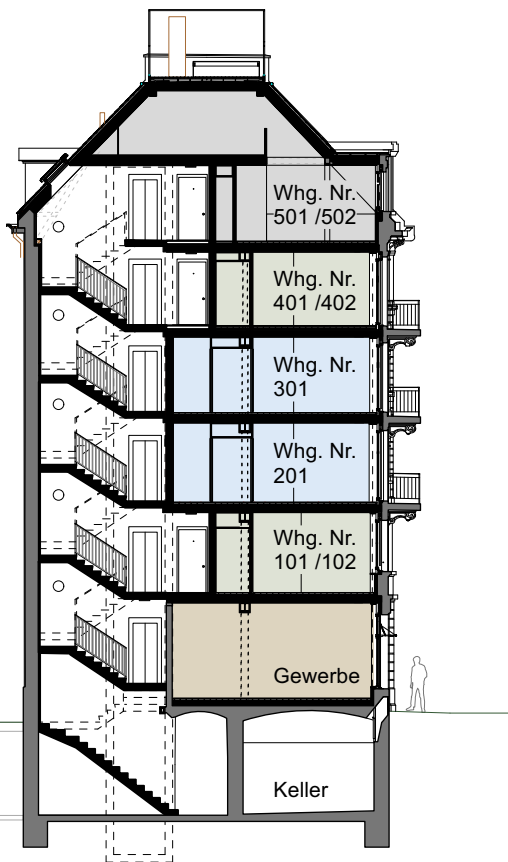 Whg. Nr.
501 /502
Whg. Nr.
401 /402
Whg. Nr.
301
Whg. Nr.
201
Whg. Nr.
101 /102
Gewerbe
Keller